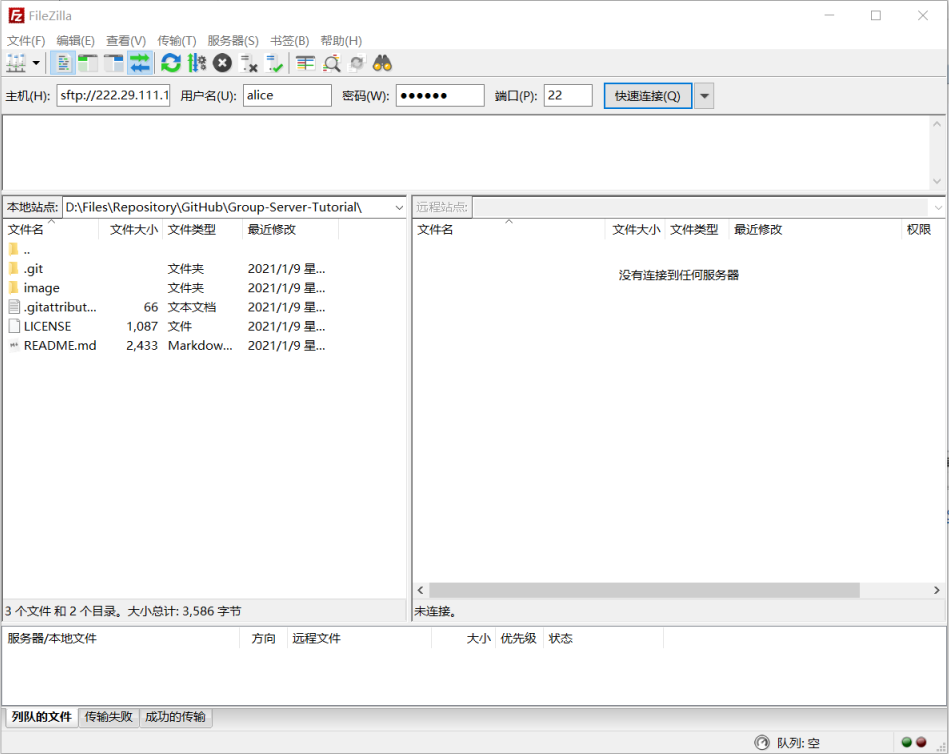 FileZilla
文件(F) 编辑(E) 查看(V) 传输(T) 服务器(S) 书签(B) 帮助(H)
主机(H): sftp://222.29.111.1 用户名(U): alice 密码(W): ●●●●●● 端口(P): 22 快速连接(Q)
本地站点: D:\Files\Repository\GitHub\Group-Server-Tutorial\
远程站点:
文件名 文件大小 文件类型 最近修改
..
.git 文件夹 2021/1/9 星...
image 文件夹 2021/1/9 星...
.gitattribut... 66 文本文档 2021/1/9 星...
LICENSE 1,087 文件 2021/1/9 星...
README.md 2,433 Markdow... 2021/1/9 星...
3 个文件 和 2 个目录。大小总计: 3,586 字节
文件名 文件大小 文件类型 最近修改 权限
没有连接到任何服务器
未连接。
服务器/本地文件 方向 远程文件 大小 优先级 状态
列队的文件 传输失败 成功的传输
队列: 空